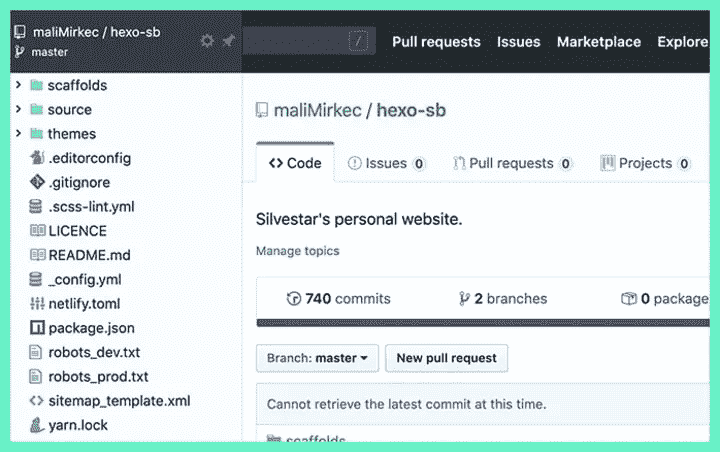 maliMirkec / hexo-sb
master
scaffolds
source
themes
.editorconfig
.gitignore
.scss-lint.yml
LICENCE
README.md
_config.yml
netlify.toml
package.json
robots_dev.txt
robots_prod.txt
sitemap_template.xml
yarn.lock
/
Pull requests Issues Marketplace Explore
maliMirkec / hexo-sb
Code Issues 0 Pull requests 0 Projects 0
Silvestar's personal website.
Manage topics
740 commits 2 branches 0 package
Branch: master New pull request
Cannot retrieve the latest commit at this time.
scaffolds